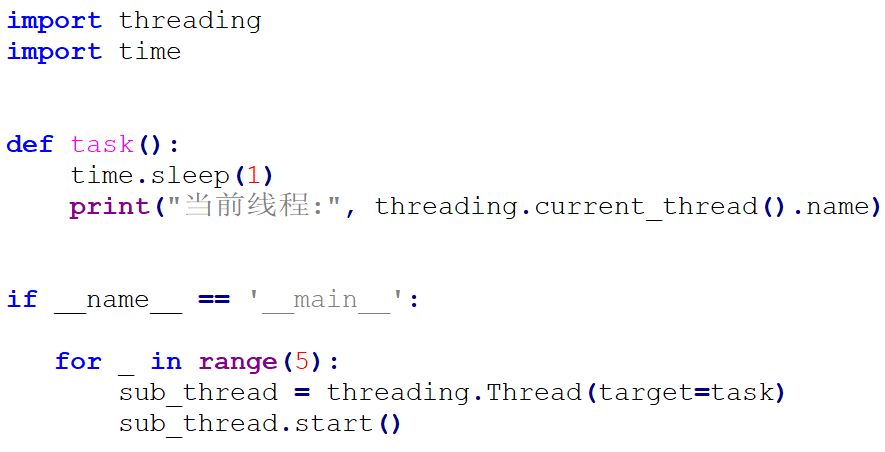 import threading
import time
def task():
    time.sleep(1)
    print("当前线程:", threading.current_thread().name)
if __name__ == '__main__':
   for _ in range(5):
       sub_thread = threading.Thread(target=task)
       sub_thread.start()